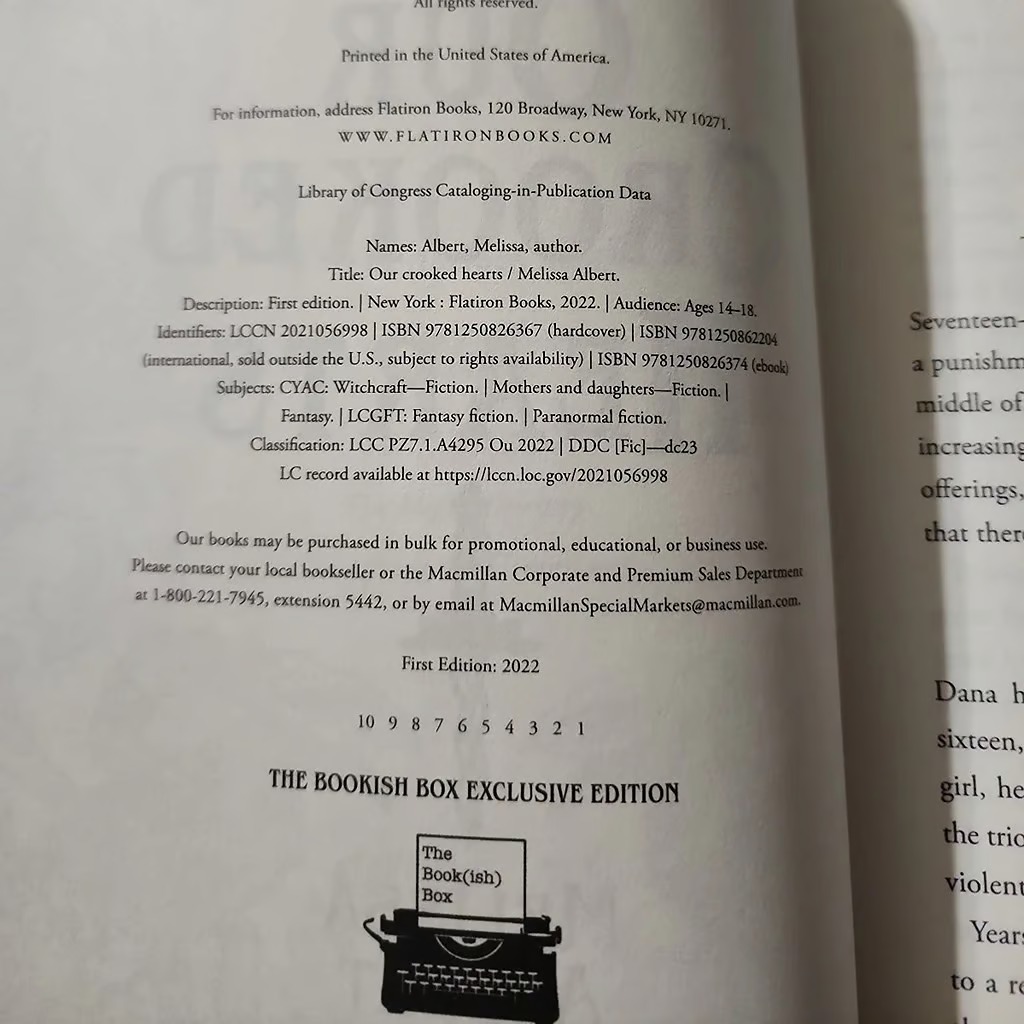 All rights reserved.
Printed in the United States of America.
For information, address Flatiron Books, 120 Broadway, New York, NY 10271.
WWW.FLATIRONBOOKS.COM
Library of Congress Cataloging-in-Publication Data
Names: Albert, Melissa, author.
Title: Our crooked hearts / Melissa Albert.
Description: First edition. | New York : Flatiron Books, 2022. | Audience: Ages 14–18.
Identifiers: LCCN 2021056998 | ISBN 9781250826367 (hardcover) | ISBN 9781250862204
(international, sold outside the U.S., subject to rights availability) | ISBN 9781250826374 (ebook)
Subjects: CYAC: Witchcraft—Fiction. | Mothers and daughters—Fiction. |
Fantasy. | LCGFT: Fantasy fiction. | Paranormal fiction.
Classification: LCC PZ7.1.A4295 Ou 2022 | DDC [Fic]—dc23
LC record available at https://lccn.loc.gov/2021056998
Our books may be purchased in bulk for promotional, educational, or business use.
Please contact your local bookseller or the Macmillan Corporate and Premium Sales Department
at 1-800-221-7945, extension 5442, or by email at MacmillanSpecialMarkets@macmillan.com.
First Edition: 2022
10 9 8 7 6 5 4 3 2 1
THE BOOKISH BOX EXCLUSIVE EDITION
The
Book(ish)
Box
Seventeen-
a punishm
middle of
increasing
offerings,
that there
Dana h
sixteen,
girl, he
the trio
violent
Years
to a re